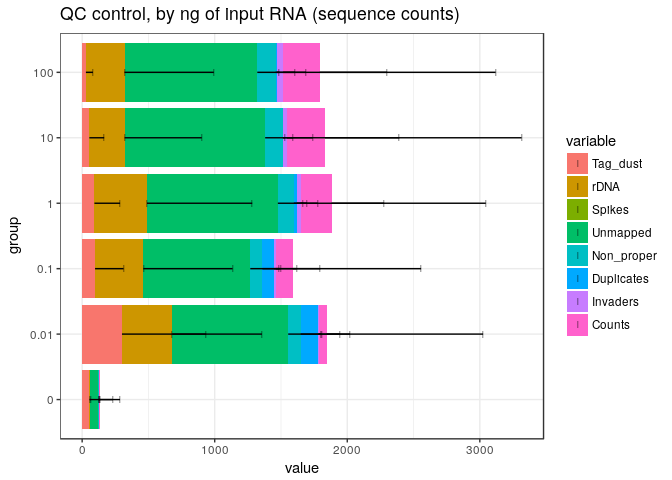 QC control, by ng of input RNA (sequence counts)
group
100
10
1
0.1
0.01
0
0 1000 2000 3000
value
variable
Tag_dust
rDNA
Spikes
Unmapped
Non_proper
Duplicates
Invaders
Counts